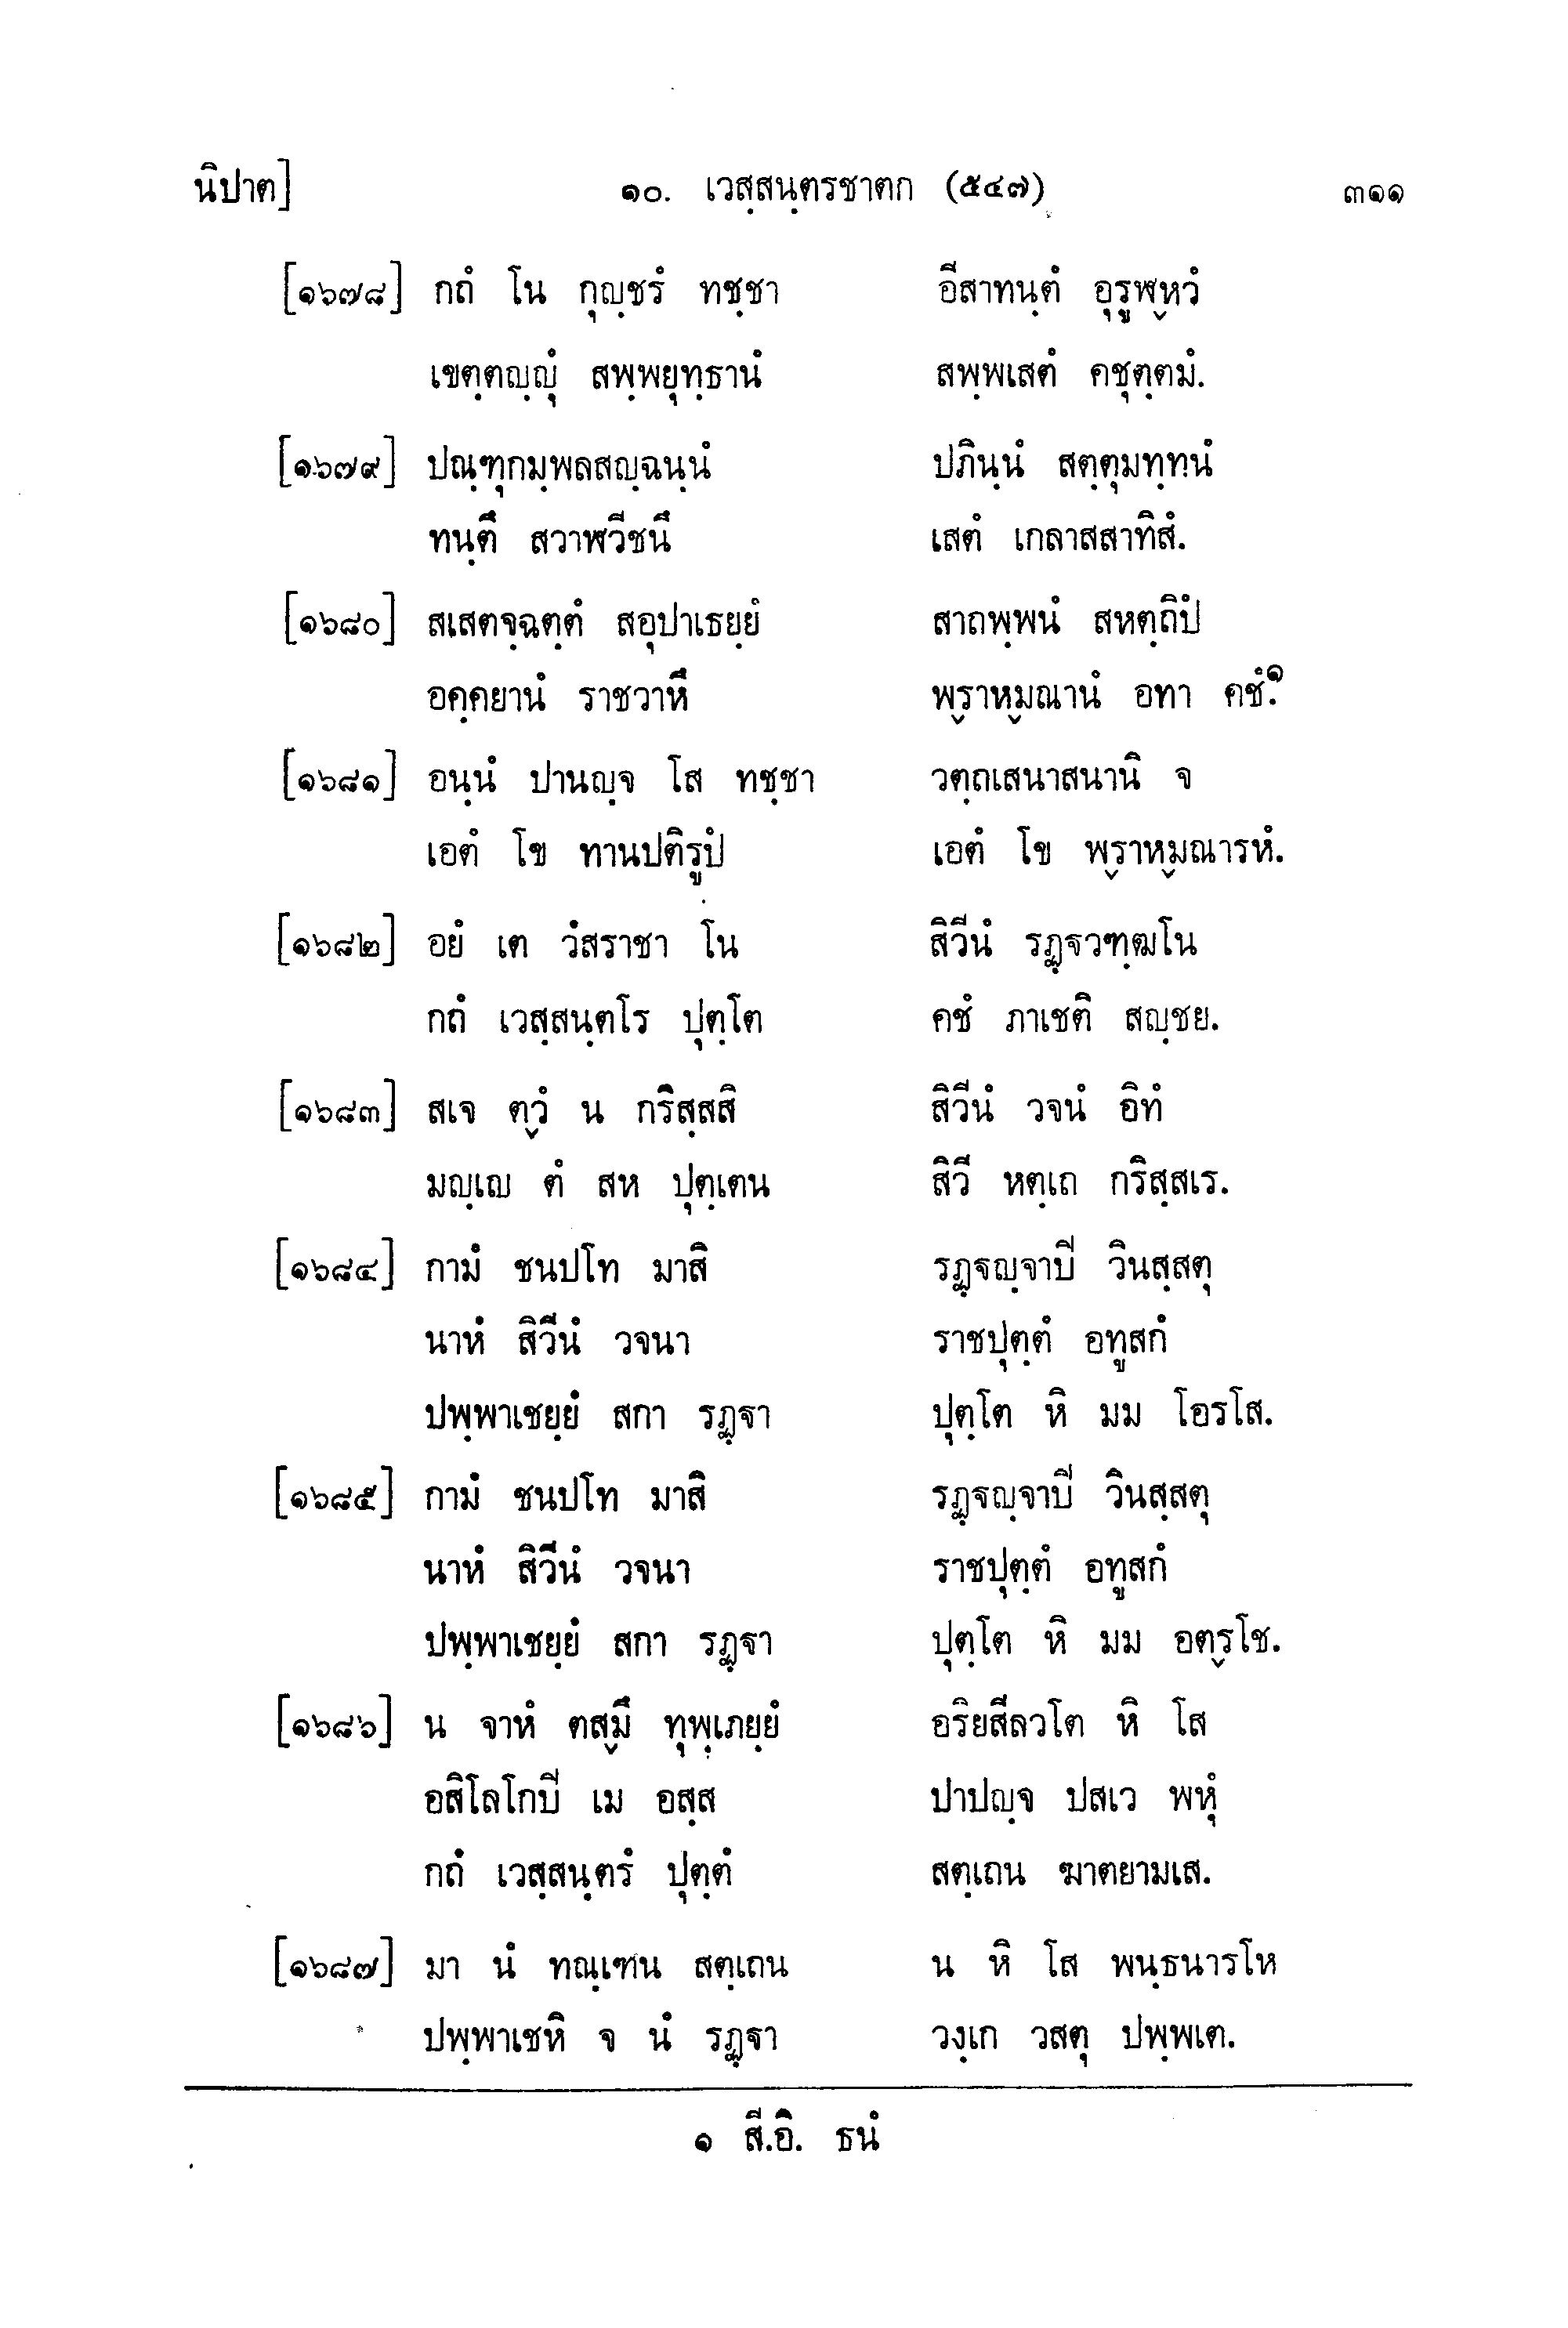 นิปาต] ๑๐. เวสฺสนฺตรชาตก (๕๔๗) ๓๑๑
[๑๖๗๘] กถํ โน กุญฺชรํ ทชฺชา อีสาทนฺตํ อุรูฬฺหวํ
เขตฺตญฺญุํ สพฺพยุทฺธานํ สพฺพเสตํ คชุตฺตมํ.
[๑๖๗๙] ปณฺฑุกมฺพลสญฺฉนฺนํ ปภินฺนํ สตฺตุมทฺทนํ
ทนฺตึ สวาฬวีชนึ เสตํ เกลาสสาทิสํ.
[๑๖๘๐] สเสตจฺฉตฺตํ สอุปาเธยฺยํ สาถพฺพนํ สหตฺถิปํ
อคฺคยานํ ราชวาหึ พฺราหฺมณานํ อทา คชํ.๑
[๑๖๘๑] อนฺนํ ปานญฺจ โส ทชฺชา วตฺถเสนาสนานิ จ
เอตํ โข ทานปติรูปํ เอตํ โข พฺราหฺมณารหํ.
[๑๖๘๒] อยํ เต วํสราชา โน สิวีนํ รฏฺฐวฑฺฒโน
กถํ เวสฺสนฺตโร ปุตฺโต คชํ ภาเชติ สญฺชย.
[๑๖๘๓] สเจ ตฺวํ น กริสฺสสิ สิวีนํ วจนํ อิทํ
มญฺเญ ตํ สห ปุตฺเตน สิวี หตฺเถ กริสฺสเร.
[๑๖๘๔] กามํ ชนปโท มาสิ รฏฺฐญฺจาปิ วินสฺสตุ
นาหํ สิวีนํ วจนา ราชปุตฺตํ อทูสกํ
ปพฺพาเชยฺยํ สกา รฏฺฐา ปุตฺโต หิ มม โอรโส.
[๑๖๘๕] กามํ ชนปโท มาสิ รฏฺฐญฺจาปิ วินสฺสตุ
นาหํ สิวีนํ วจนา ราชปุตฺตํ อทูสกํ
ปพฺพาเชยฺยํ สกา รฏฺฐา ปุตฺโต หิ มม อตฺรโช.
[๑๖๘๖] น จาหํ ตสฺมึ ทุพฺเภยฺยํ อริยสีลวโต หิ โส
อสิโลโกปิ เม อสฺส ปาปญฺจ ปสเว พหุํ
กถํ เวสฺสนฺตรํ ปุตฺตํ สตฺเถน ฆาตยามเส.
[๑๖๘๗] มา นํ ทณฺเฑน สตฺเถน น หิ โส พนฺธนารโห
ปพฺพาเชหิ จ นํ รฏฺฐา วงฺเก วสตุ ปพฺพเต.
๑ สี.อิ. ธนํ